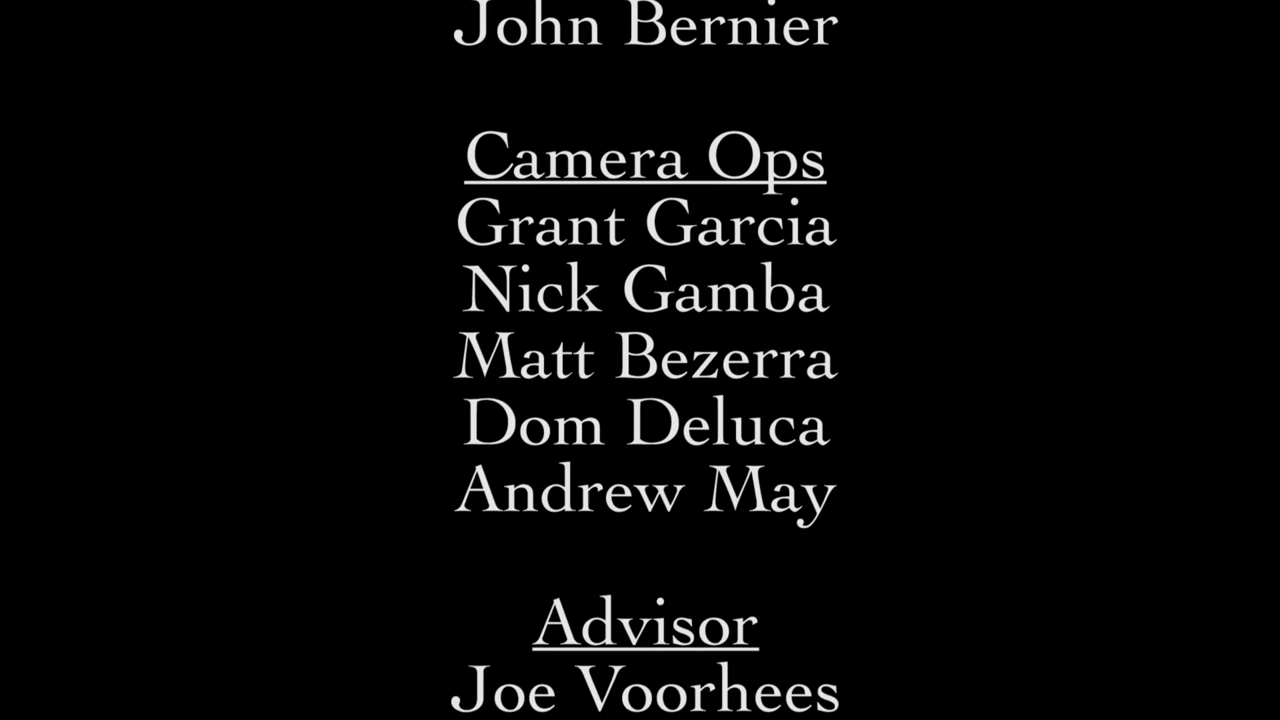 John Bernier
Camera Ops
Grant Garcia
Nick Gamba
Matt Bezerra
Dom Deluca
Andrew May
Advisor
Joe Voorhees